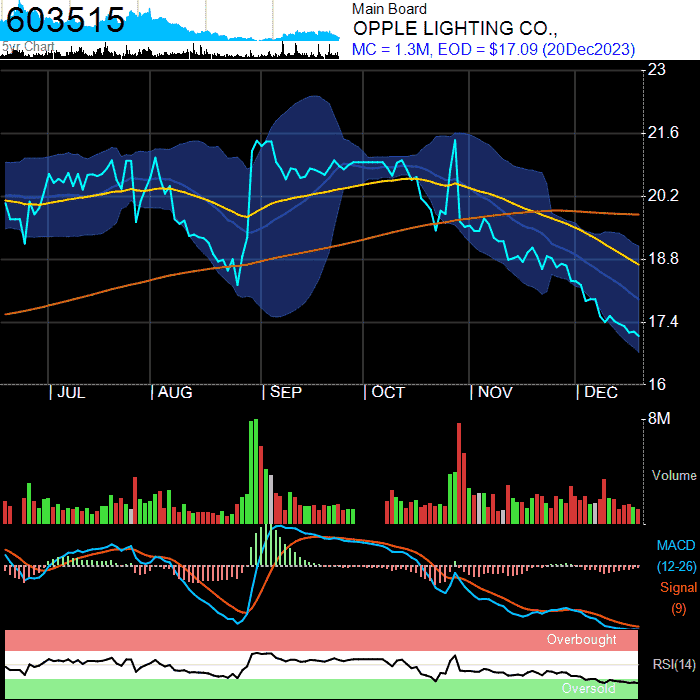 603515
5yr Chart
Main Board
OPPLE LIGHTING CO.,
MC = 1.3M, EOD = $17.09 (20Dec2023)
23
21.6
20.2
18.8
17.4
16
JUL
AUG
SEP
OCT
NOV
DEC
8M
Volume
MACD
(12-26)
Signal
(9)
Overbought
RSI(14)
Oversold